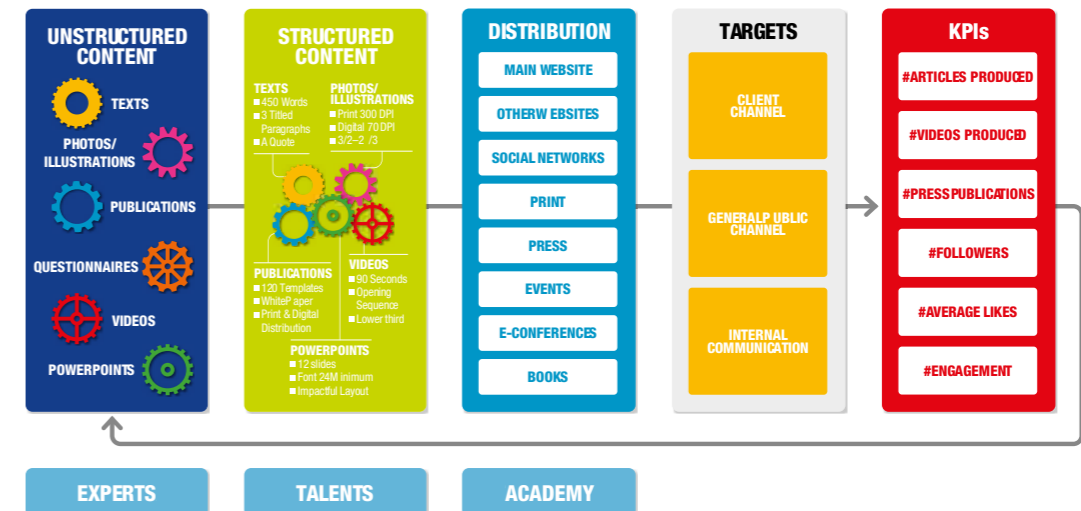 UNSTRUCTURED
CONTENT
TEXTS
PHOTOS/
ILLUSTRATIONS
PUBLICATIONS
QUESTIONNAIRES
VIDEOS
POWERPOINTS
STRUCTURED
CONTENT
TEXTS
450 Words
3 Titled
Paragraphs
A Quote
PHOTOS/
ILLUSTRATIONS
Print 300 DPI
Digital 70 DPI
3/2–2 /3
PUBLICATIONS
120 Templates
WhiteP aper
Print & Digital
Distribution
VIDEOS
90 Seconds
Opening
Sequence
Lower third
POWERPOINTS
12 slides
Font 24M inimum
Impactful Layout
DISTRIBUTION
MAIN WEBSITE
OTHERW EBSITES
SOCIAL NETWORKS
PRINT
PRESS
EVENTS
E-CONFERENCES
BOOKS
TARGETS
CLIENT
CHANNEL
GENERALP UBLIC
CHANNEL
INTERNAL
COMMUNICATION
KPIs
#ARTICLES PRODUCED
#VIDEOS PRODUCED
#PRESS PUBLICATIONS
#FOLLOWERS
#AVERAGE LIKES
#ENGAGEMENT
EXPERTS
TALENTS
ACADEMY